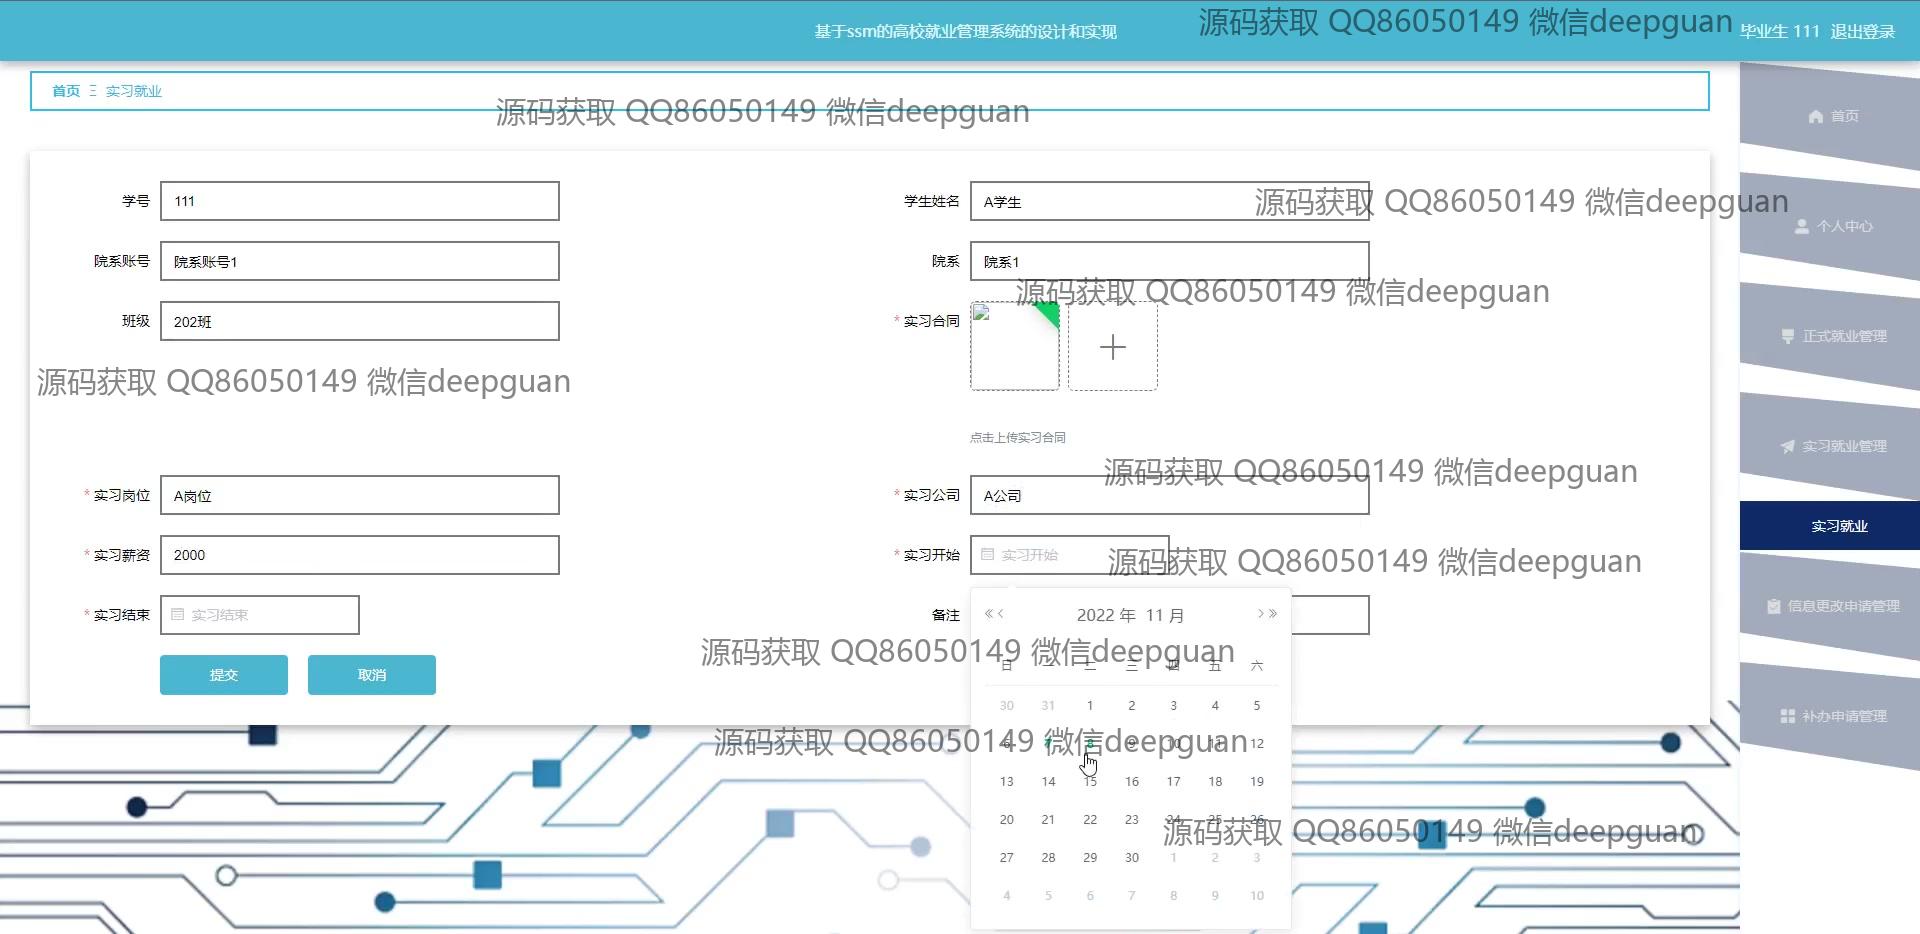 基于ssm的高校就业管理系统的设计和实现
源码获取 QQ86050149 微信deepguan
毕业生 111 退出登录
首页 实习就业
源码获取 QQ86050149 微信deepguan
首页
学号 111
学生姓名 A学生
源码获取 QQ86050149 微信deepguan
个人中心
院系账号 院系账号1
院系 院系1
源码获取 QQ86050149 微信deepguan
班级 202班
* 实习合同
正式就业管理
源码获取 QQ86050149 微信deepguan
点击上传实习合同
实习就业管理
源码获取 QQ86050149 微信deepguan
* 实习岗位 A岗位
* 实习公司 A公司
实习就业
* 实习薪资 2000
* 实习开始 实习开始
源码获取 QQ86050149 微信deepguan
* 实习结束 实习结束
备注
信息更改申请管理
2022 年 11 月
源码获取 QQ86050149 微信deepguan
日 一 二 三 四 五 六
提交 取消
30 31 1 2 3 4 5
补办申请管理
源码获取 QQ86050149 微信deepguan
6 7 8 9 10 11 12
13 14 15 16 17 18 19
20 21 22 23 24 25 26
源码获取 QQ86050149 微信deepguan
27 28 29 30 1 2 3
4 5 6 7 8 9 10